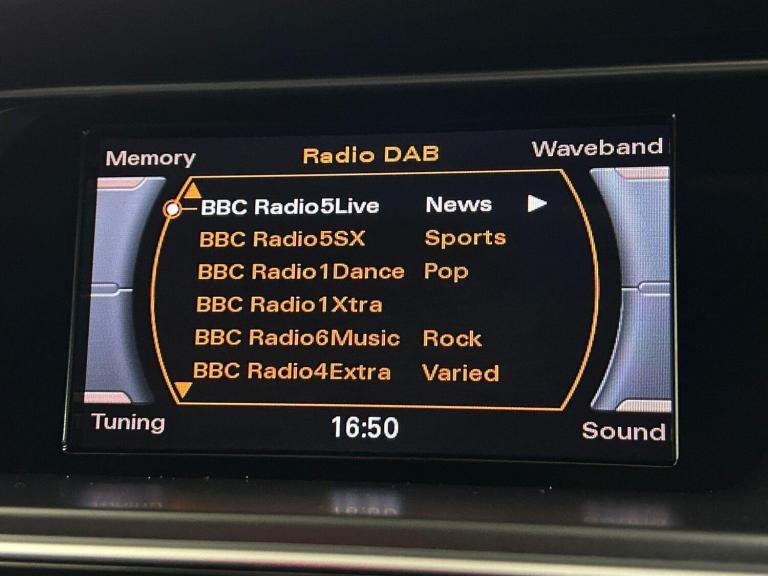 Memory Radio DAB Waveband
BBC Radio5Live News
BBC Radio5SX Sports
BBC Radio1Dance Pop
BBC Radio1Xtra
BBC Radio6Music Rock
BBC Radio4Extra Varied
Tuning 16:50 Sound